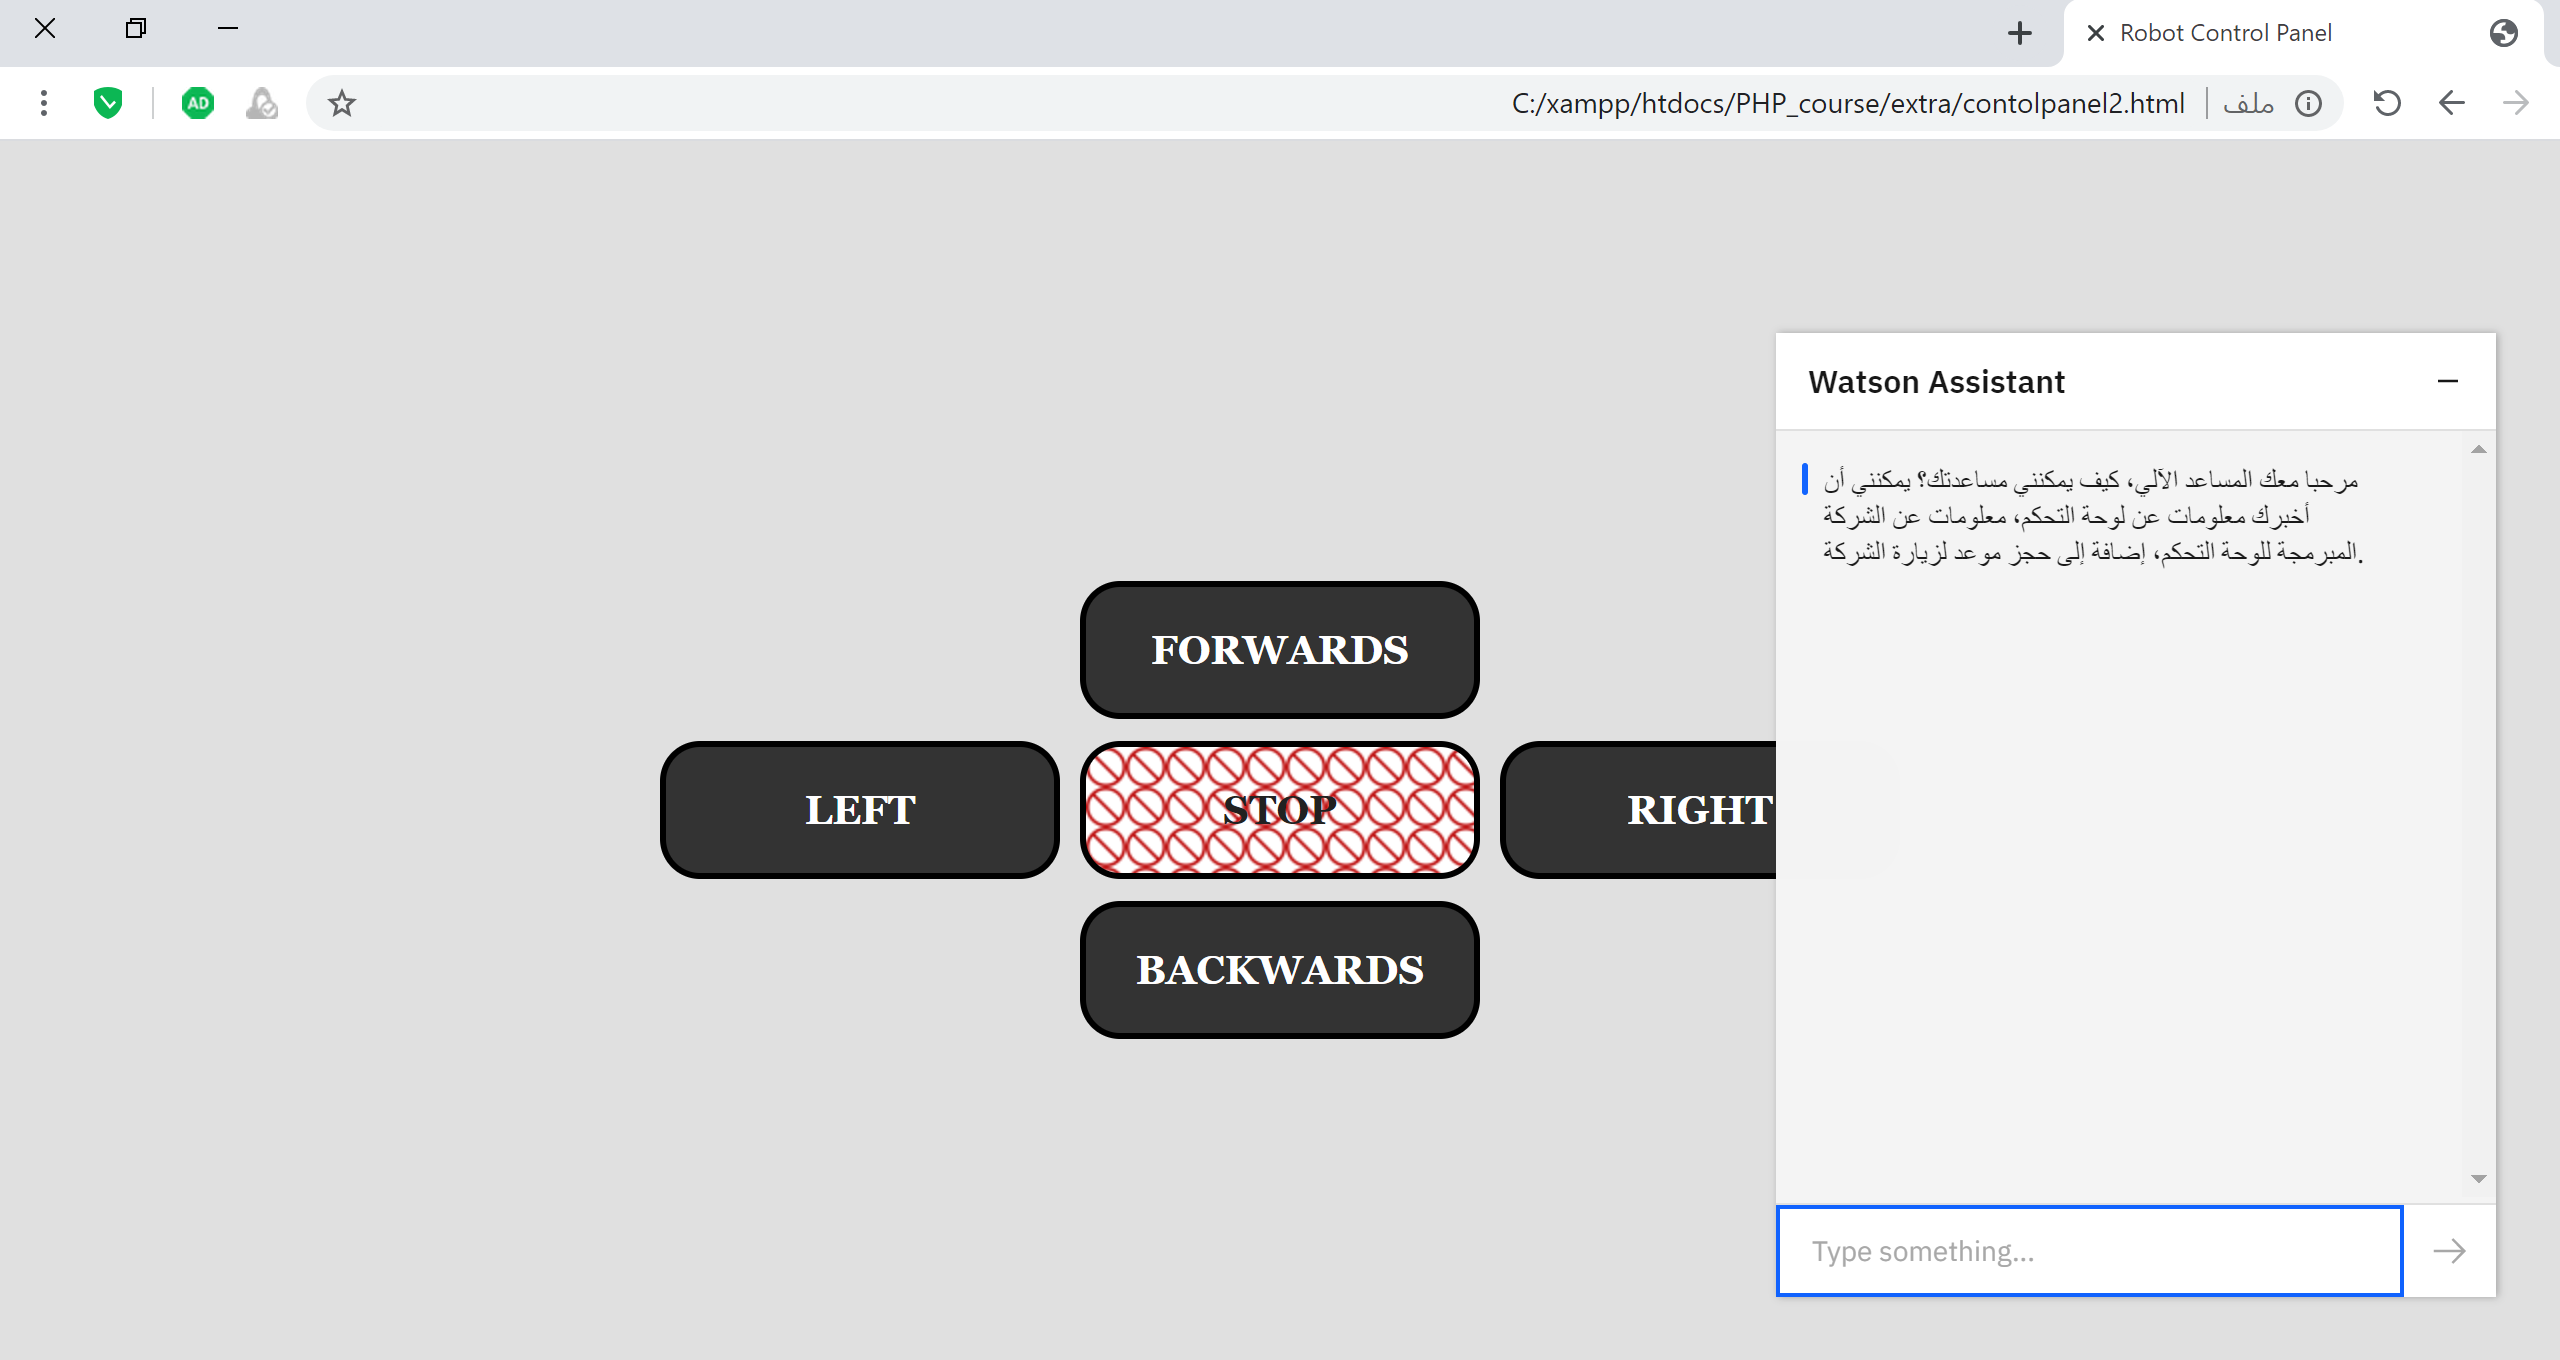 Robot Control Panel
AD
C:/xampp/htdocs/PHP_course/extra/contolpanel2.html
ملف
Watson Assistant
مرحبا معك المساعد الآلي، كيف يمكنني مساعدتك؟ يمكنني أن
أخبرك معلومات عن لوحة التحكم، معلومات عن الشركة
المبرمجة للوحة التحكم، إضافة إلى حجز موعد لزيارة الشركة.
FORWARDS
LEFT
STOP
RIGHT
BACKWARDS
Type something...